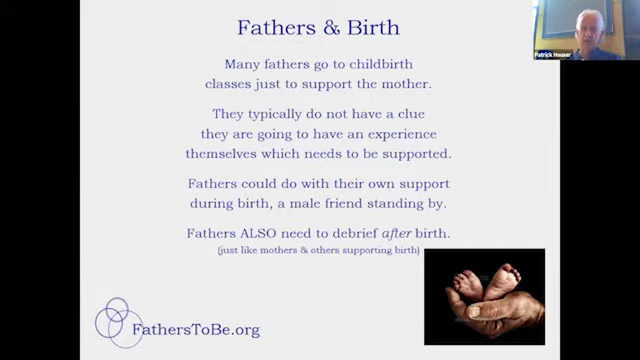 Fathers & Birth
Patrick Houser
Many fathers go to childbirth
classes just to support the mother.
They typically do not have a clue
they are going to have an experience
themselves which needs to be supported.
Fathers could do with their own support
during birth, a male friend standing by.
Fathers ALSO need to debrief after birth.
(just like mothers & others supporting birth)
FathersToBe.org